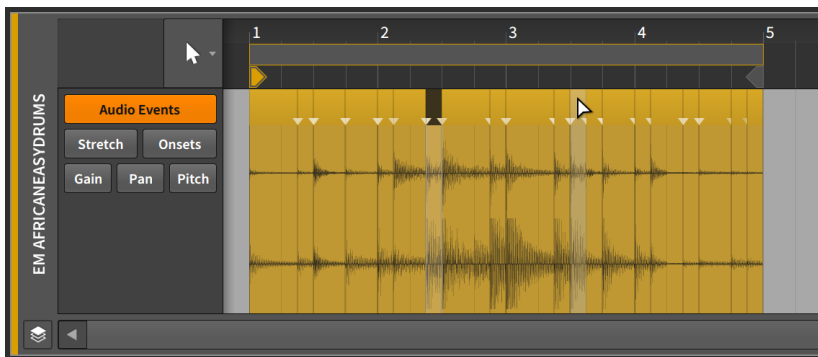 1 2 3 4 5
EM AFRICANEASYDRUMS
Audio Events
Stretch Onsets
Gain Pan Pitch